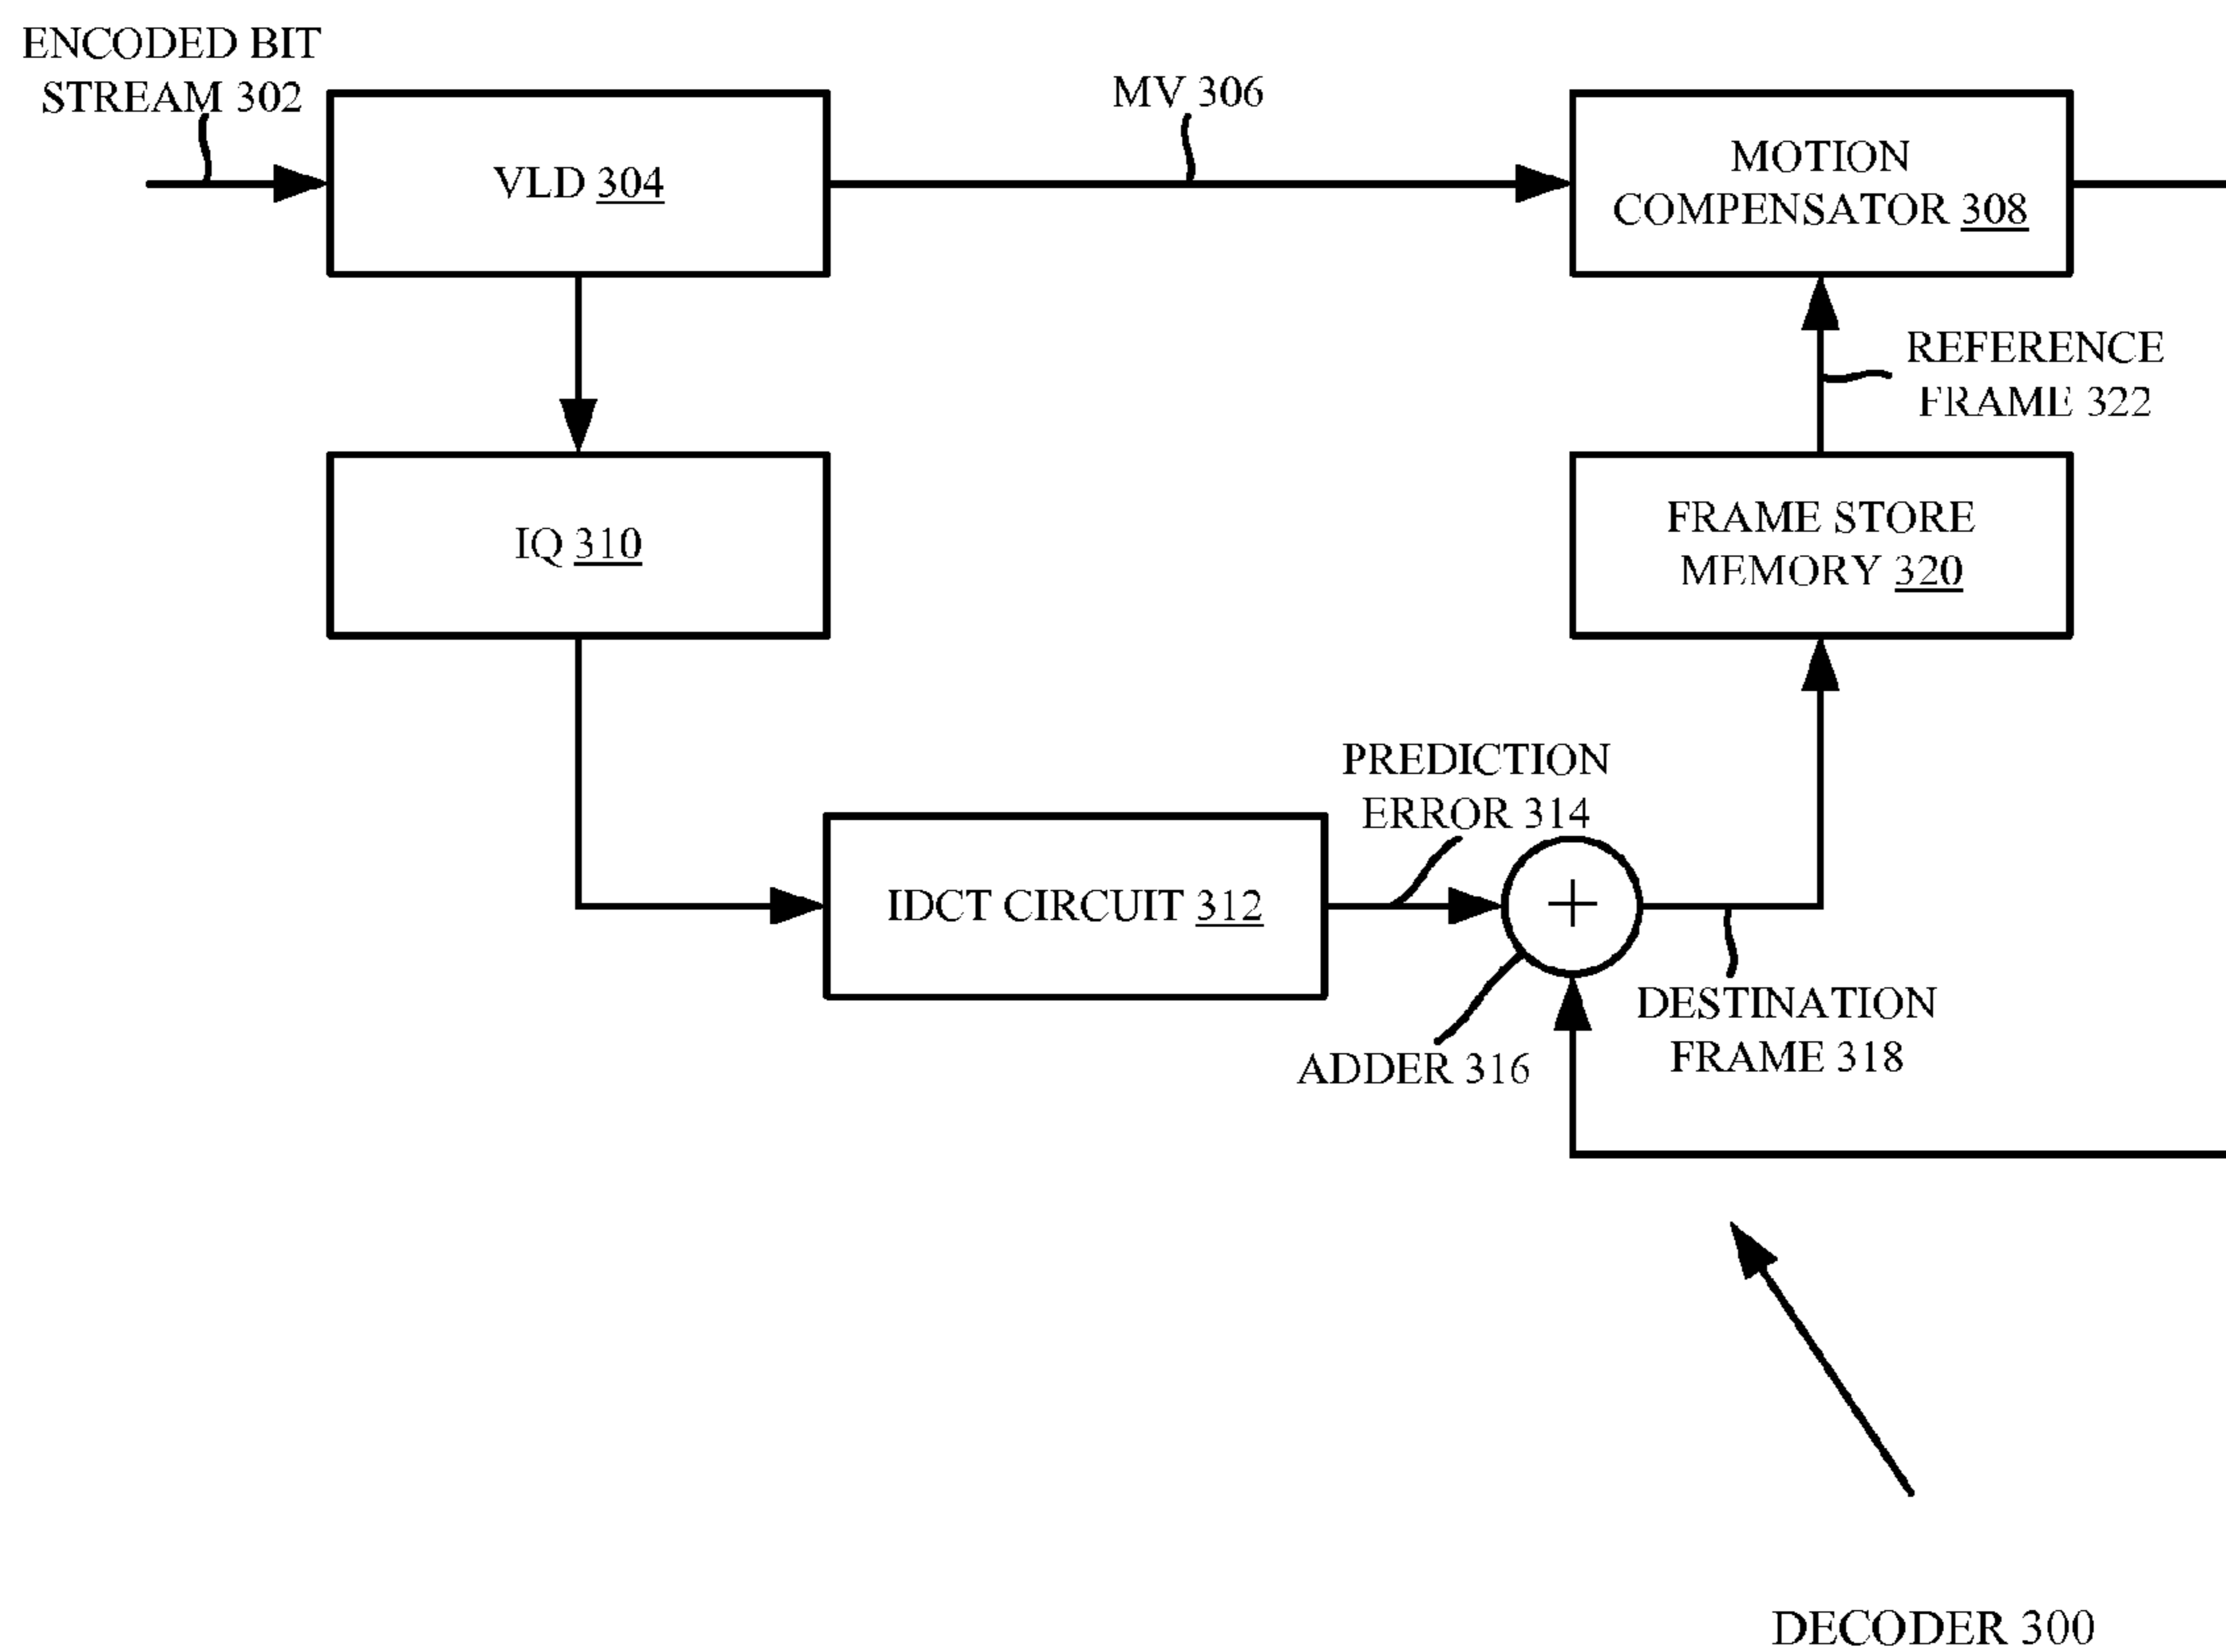 ENCODED BIT
STREAM 302
MV 306
VLD 304
MOTION
COMPENSATOR 308
REFERENCE
FRAME 322
IQ 310
FRAME STORE
MEMORY 320
PREDICTION
ERROR 314
IDCT CIRCUIT 312
+
DESTINATION
FRAME 318
ADDER 316
DECODER 300